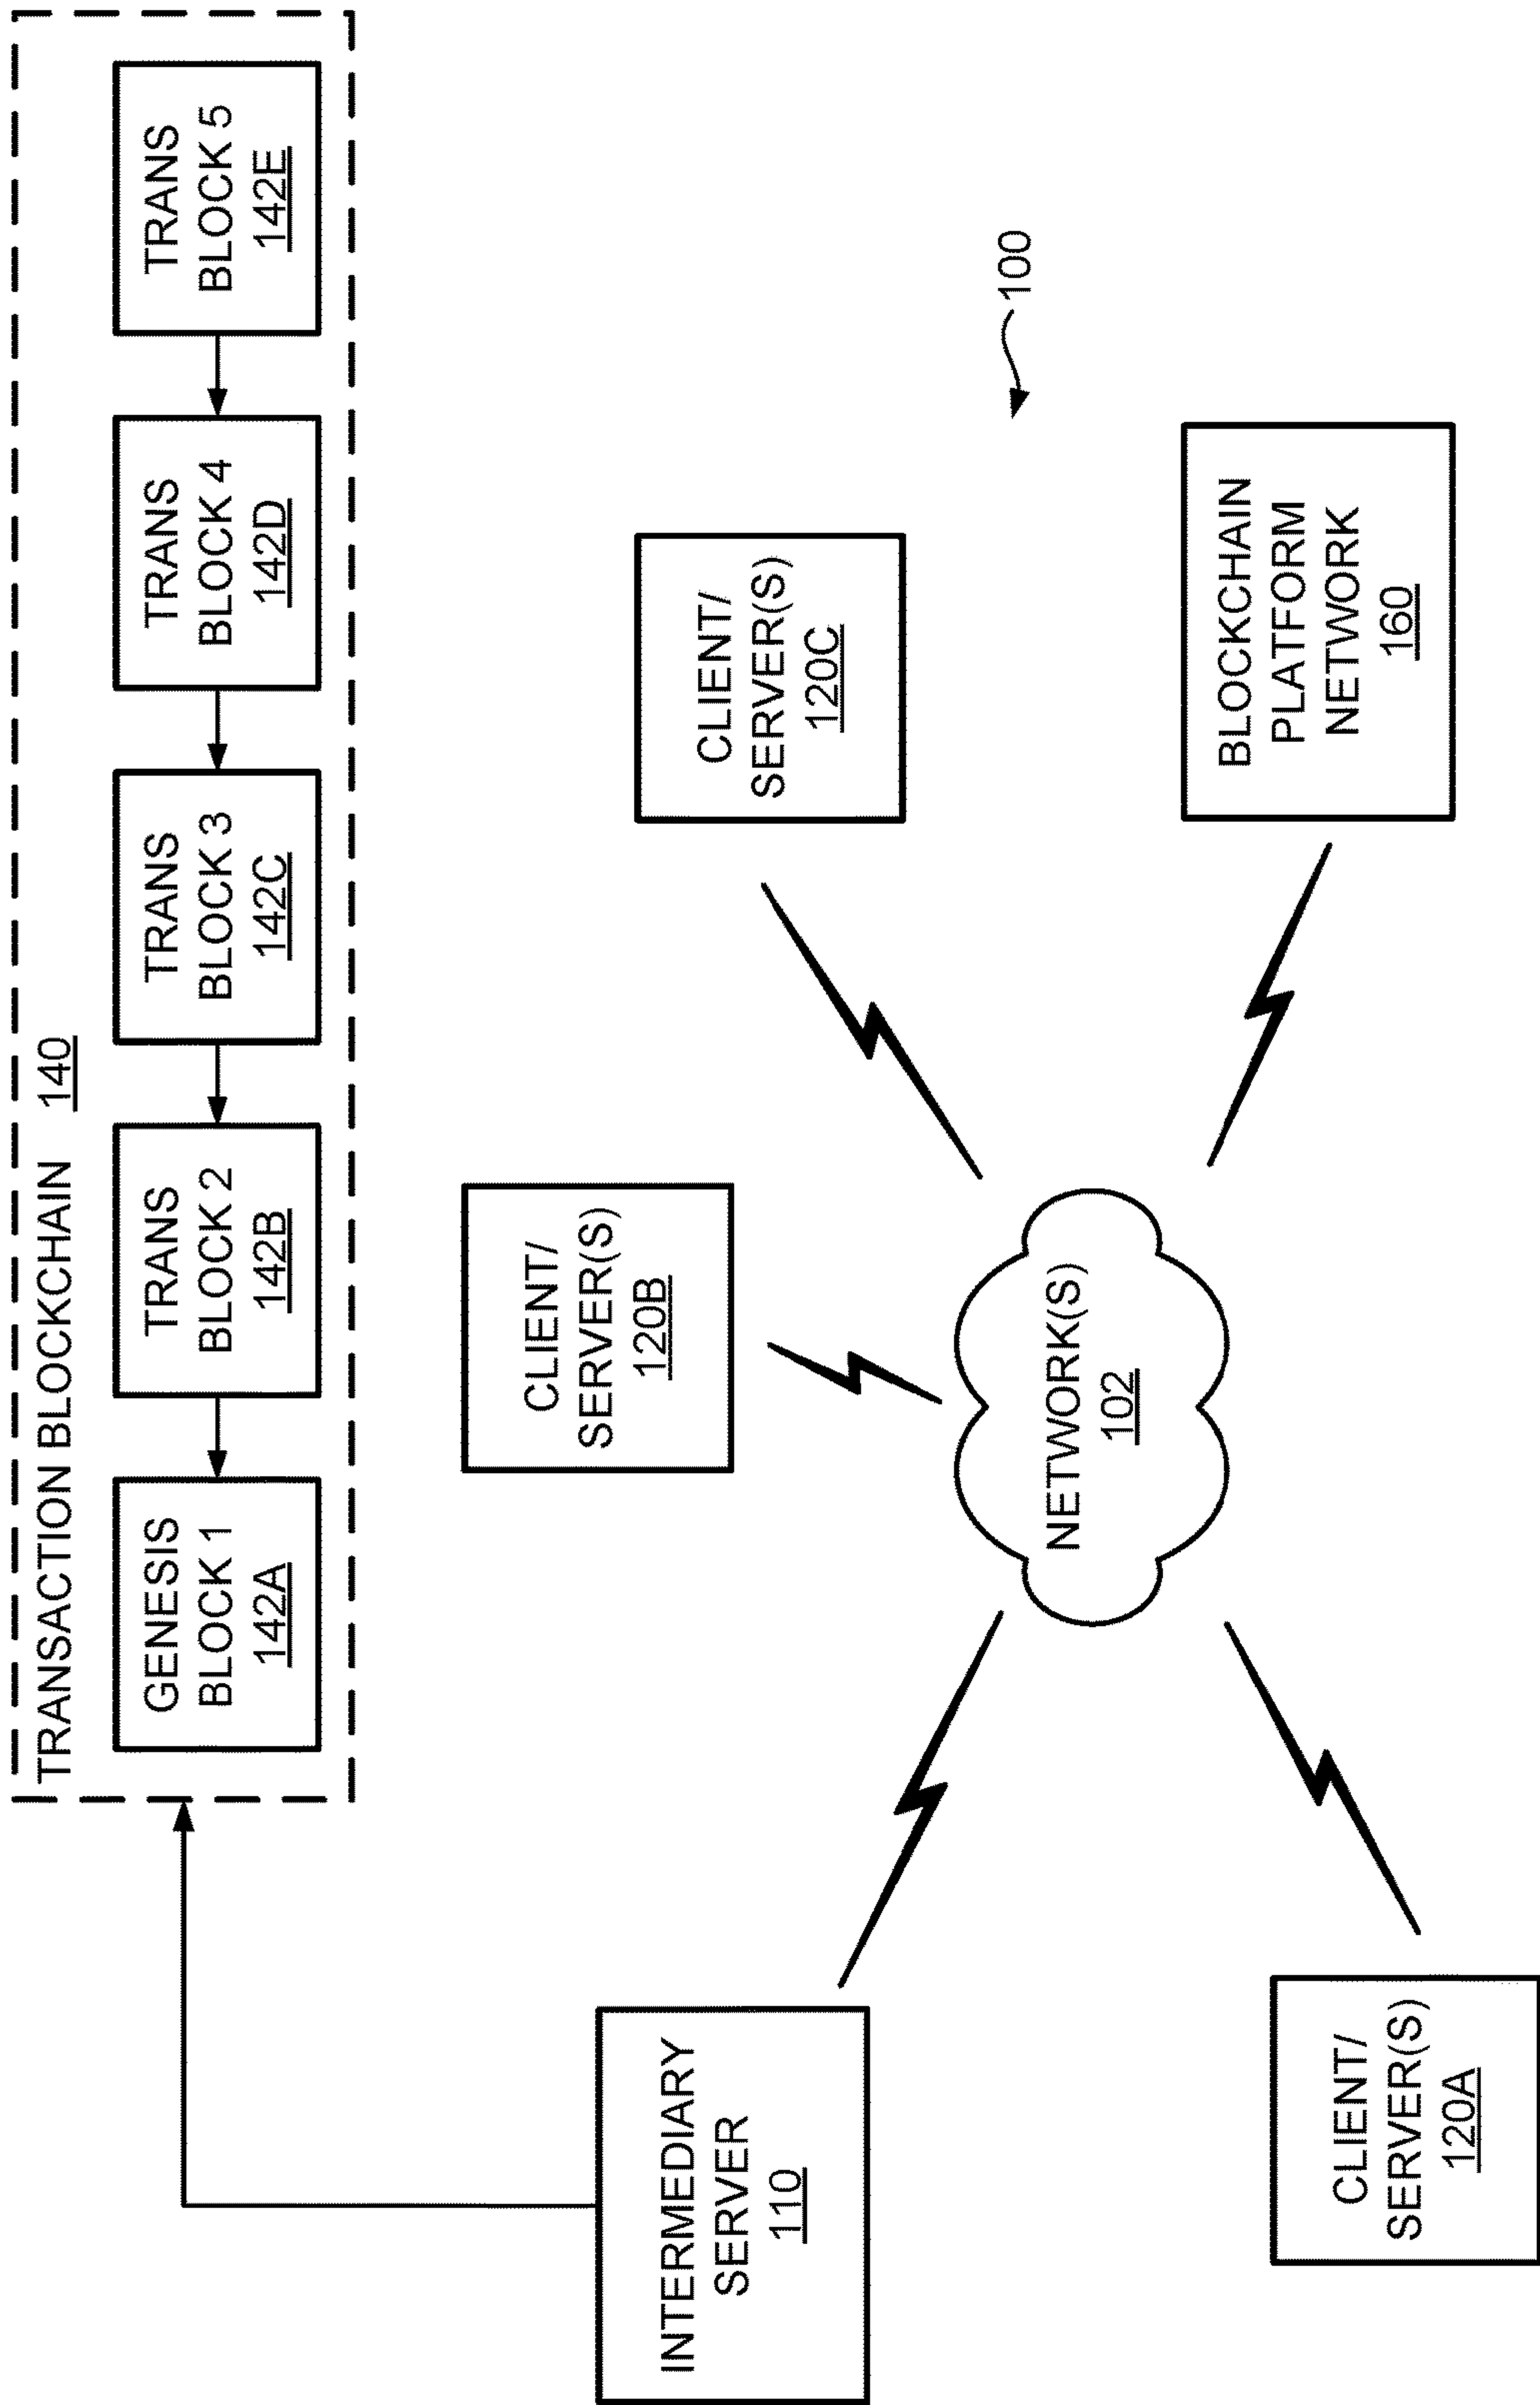 TRANSACTION BLOCKCHAIN 140
GENESIS
BLOCK 1
142A
TRANS
BLOCK 2
142B
TRANS
BLOCK 3
142C
TRANS
BLOCK 4
142D
TRANS
BLOCK 5
142E
INTERMEDIARY
SERVER
110
CLIENT/
SERVER(S)
120B
CLIENT/
SERVER(S)
120C
100
NETWORK(S)
102
CLIENT/
SERVER(S)
120A
BLOCKCHAIN
PLATFORM
NETWORK
160